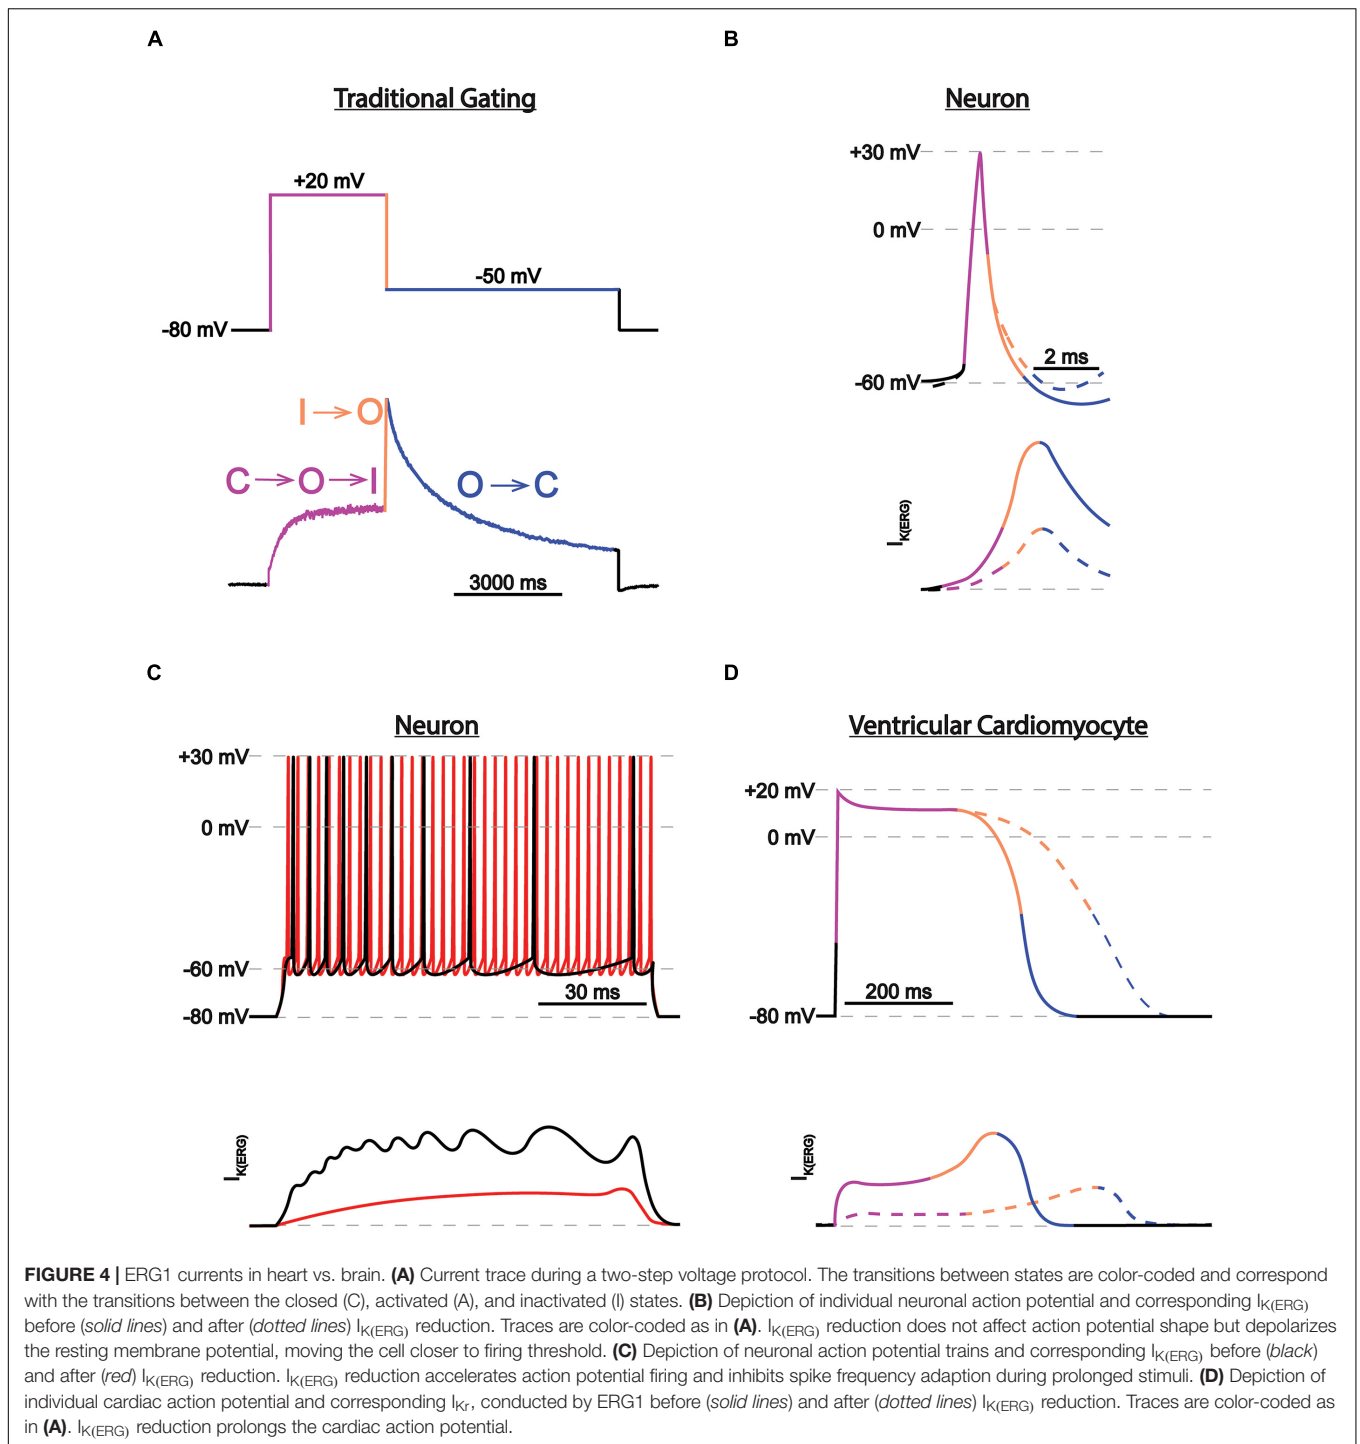 A
Traditional Gating
+20 mV
-50 mV
-80 mV
I → O
C → O → I
O → C
3000 ms
B
Neuron
+30 mV
0 mV
2 ms
-60 mV
I K(ERG)
C
Neuron
+30 mV
0 mV
-60 mV
30 ms
-80 mV
I K(ERG)
D
Ventricular Cardiomyocyte
+20 mV
0 mV
200 ms
-80 mV
I K(ERG)
FIGURE 4 | ERG1 currents in heart vs. brain. (A) Current trace during a two-step voltage protocol. The transitions between states are color-coded and correspond
with the transitions between the closed (C), activated (A), and inactivated (I) states. (B) Depiction of individual neuronal action potential and corresponding IK(ERG)
before (solid lines) and after (dotted lines) IK(ERG) reduction. Traces are color-coded as in (A). IK(ERG) reduction does not affect action potential shape but depolarizes
the resting membrane potential, moving the cell closer to firing threshold. (C) Depiction of neuronal action potential trains and corresponding IK(ERG) before (black)
and after (red) IK(ERG) reduction. IK(ERG) reduction accelerates action potential firing and inhibits spike frequency adaption during prolonged stimuli. (D) Depiction of
individual cardiac action potential and corresponding IKr, conducted by ERG1 before (solid lines) and after (dotted lines) IK(ERG) reduction. Traces are color-coded as
in (A). IK(ERG) reduction prolongs the cardiac action potential.